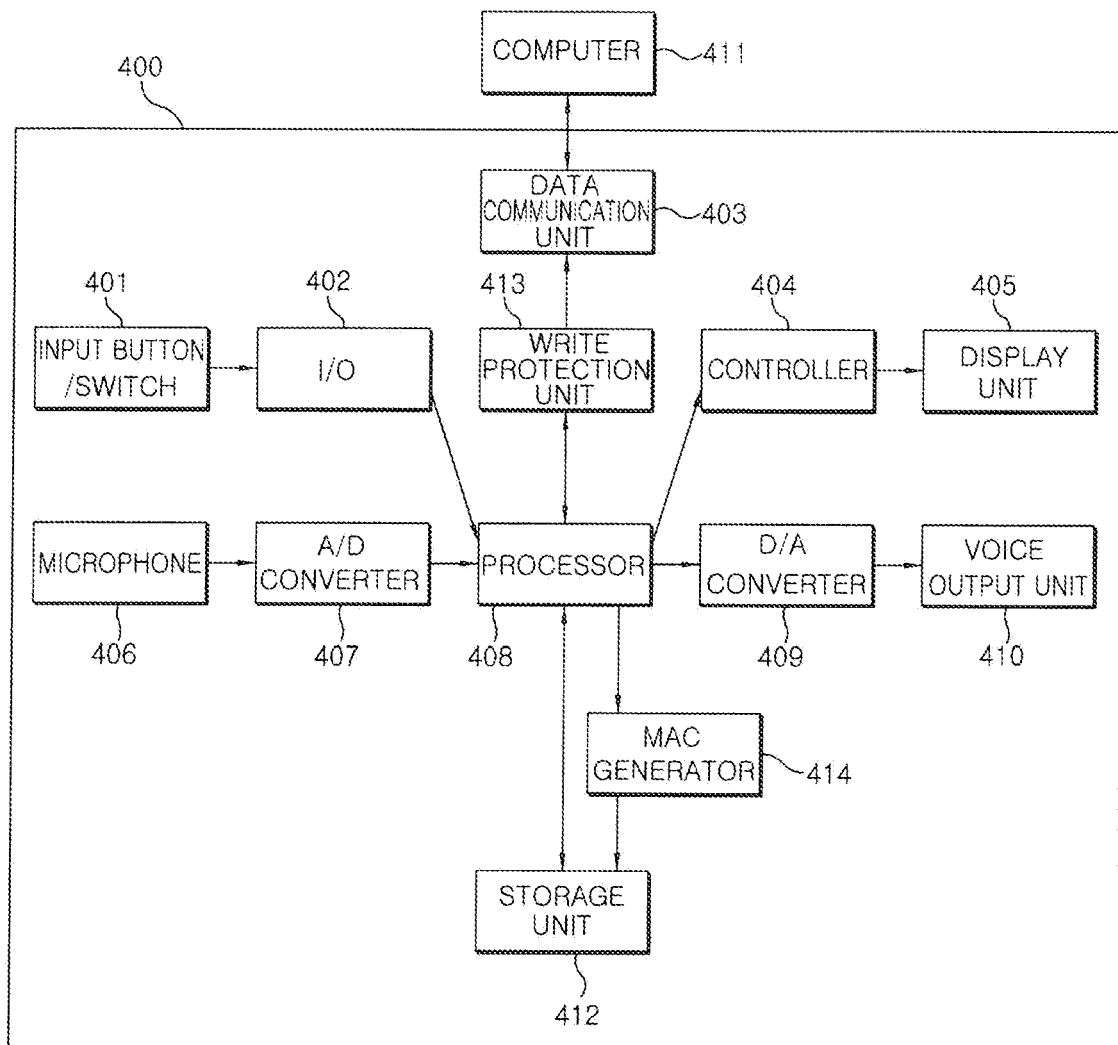 COMPUTER
411
400
DATA
COMMUNICATION
UNIT
403
401
402
413
404
405
INPUT BUTTON
/SWITCH
I/O
WRITE
PROTECTION
UNIT
CONTROLLER
DISPLAY
UNIT
MICROPHONE
A/D
CONVERTER
PROCESSOR
D/A
CONVERTER
VOICE
OUTPUT UNIT
406
407
408
409
410
MAC
GENERATOR
414
STORAGE
UNIT
412